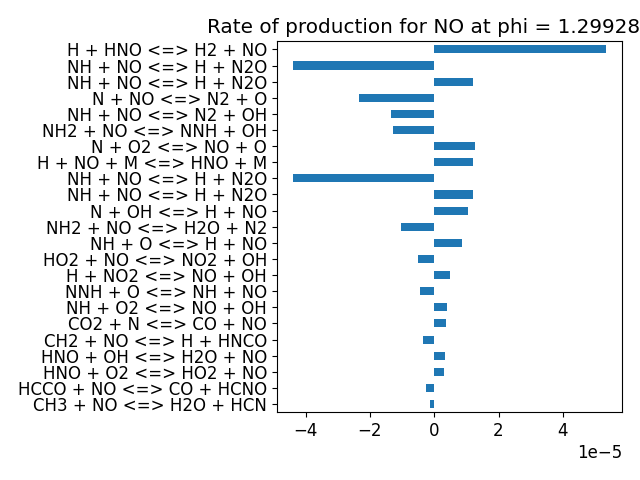 Rate of production for NO at phi = 1.29928
H + HNO <=> H2 + NO
NH + NO <=> H + N2O
NH + NO <=> H + N2O
N + NO <=> N2 + O
NH + NO <=> N2 + OH
NH2 + NO <=> NNH + OH
N + O2 <=> NO + O
H + NO + M <=> HNO + M
NH + NO <=> H + N2O
NH + NO <=> H + N2O
N + OH <=> H + NO
NH2 + NO <=> H2O + N2
NH + O <=> H + NO
HO2 + NO <=> NO2 + OH
H + NO2 <=> NO + OH
NNH + O <=> NH + NO
NH + O2 <=> NO + OH
CO2 + N <=> CO + NO
CH2 + NO <=> H + HNCO
HNO + OH <=> H2O + NO
HNO + O2 <=> HO2 + NO
HCCO + NO <=> CO + HCNO
CH3 + NO <=> H2O + HCN
−4 −2 0 2 4
1e−5